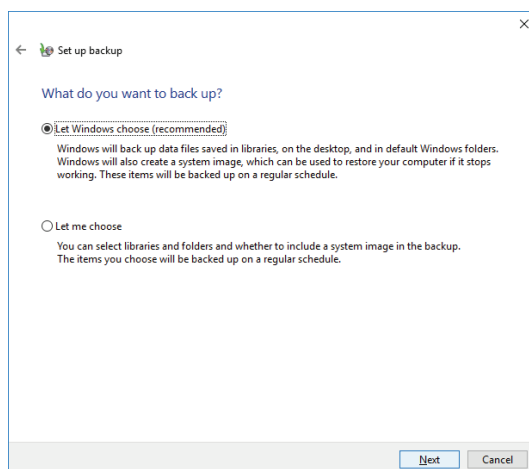 Set up backup
What do you want to back up?
Let Windows choose (recommended)
Windows will back up data files saved in libraries, on the desktop, and in default Windows folders.
Windows will also create a system image, which can be used to restore your computer if it stops
working. These items will be backed up on a regular schedule.
Let me choose
You can select libraries and folders and whether to include a system image in the backup.
The items you choose will be backed up on a regular schedule.
Next Cancel